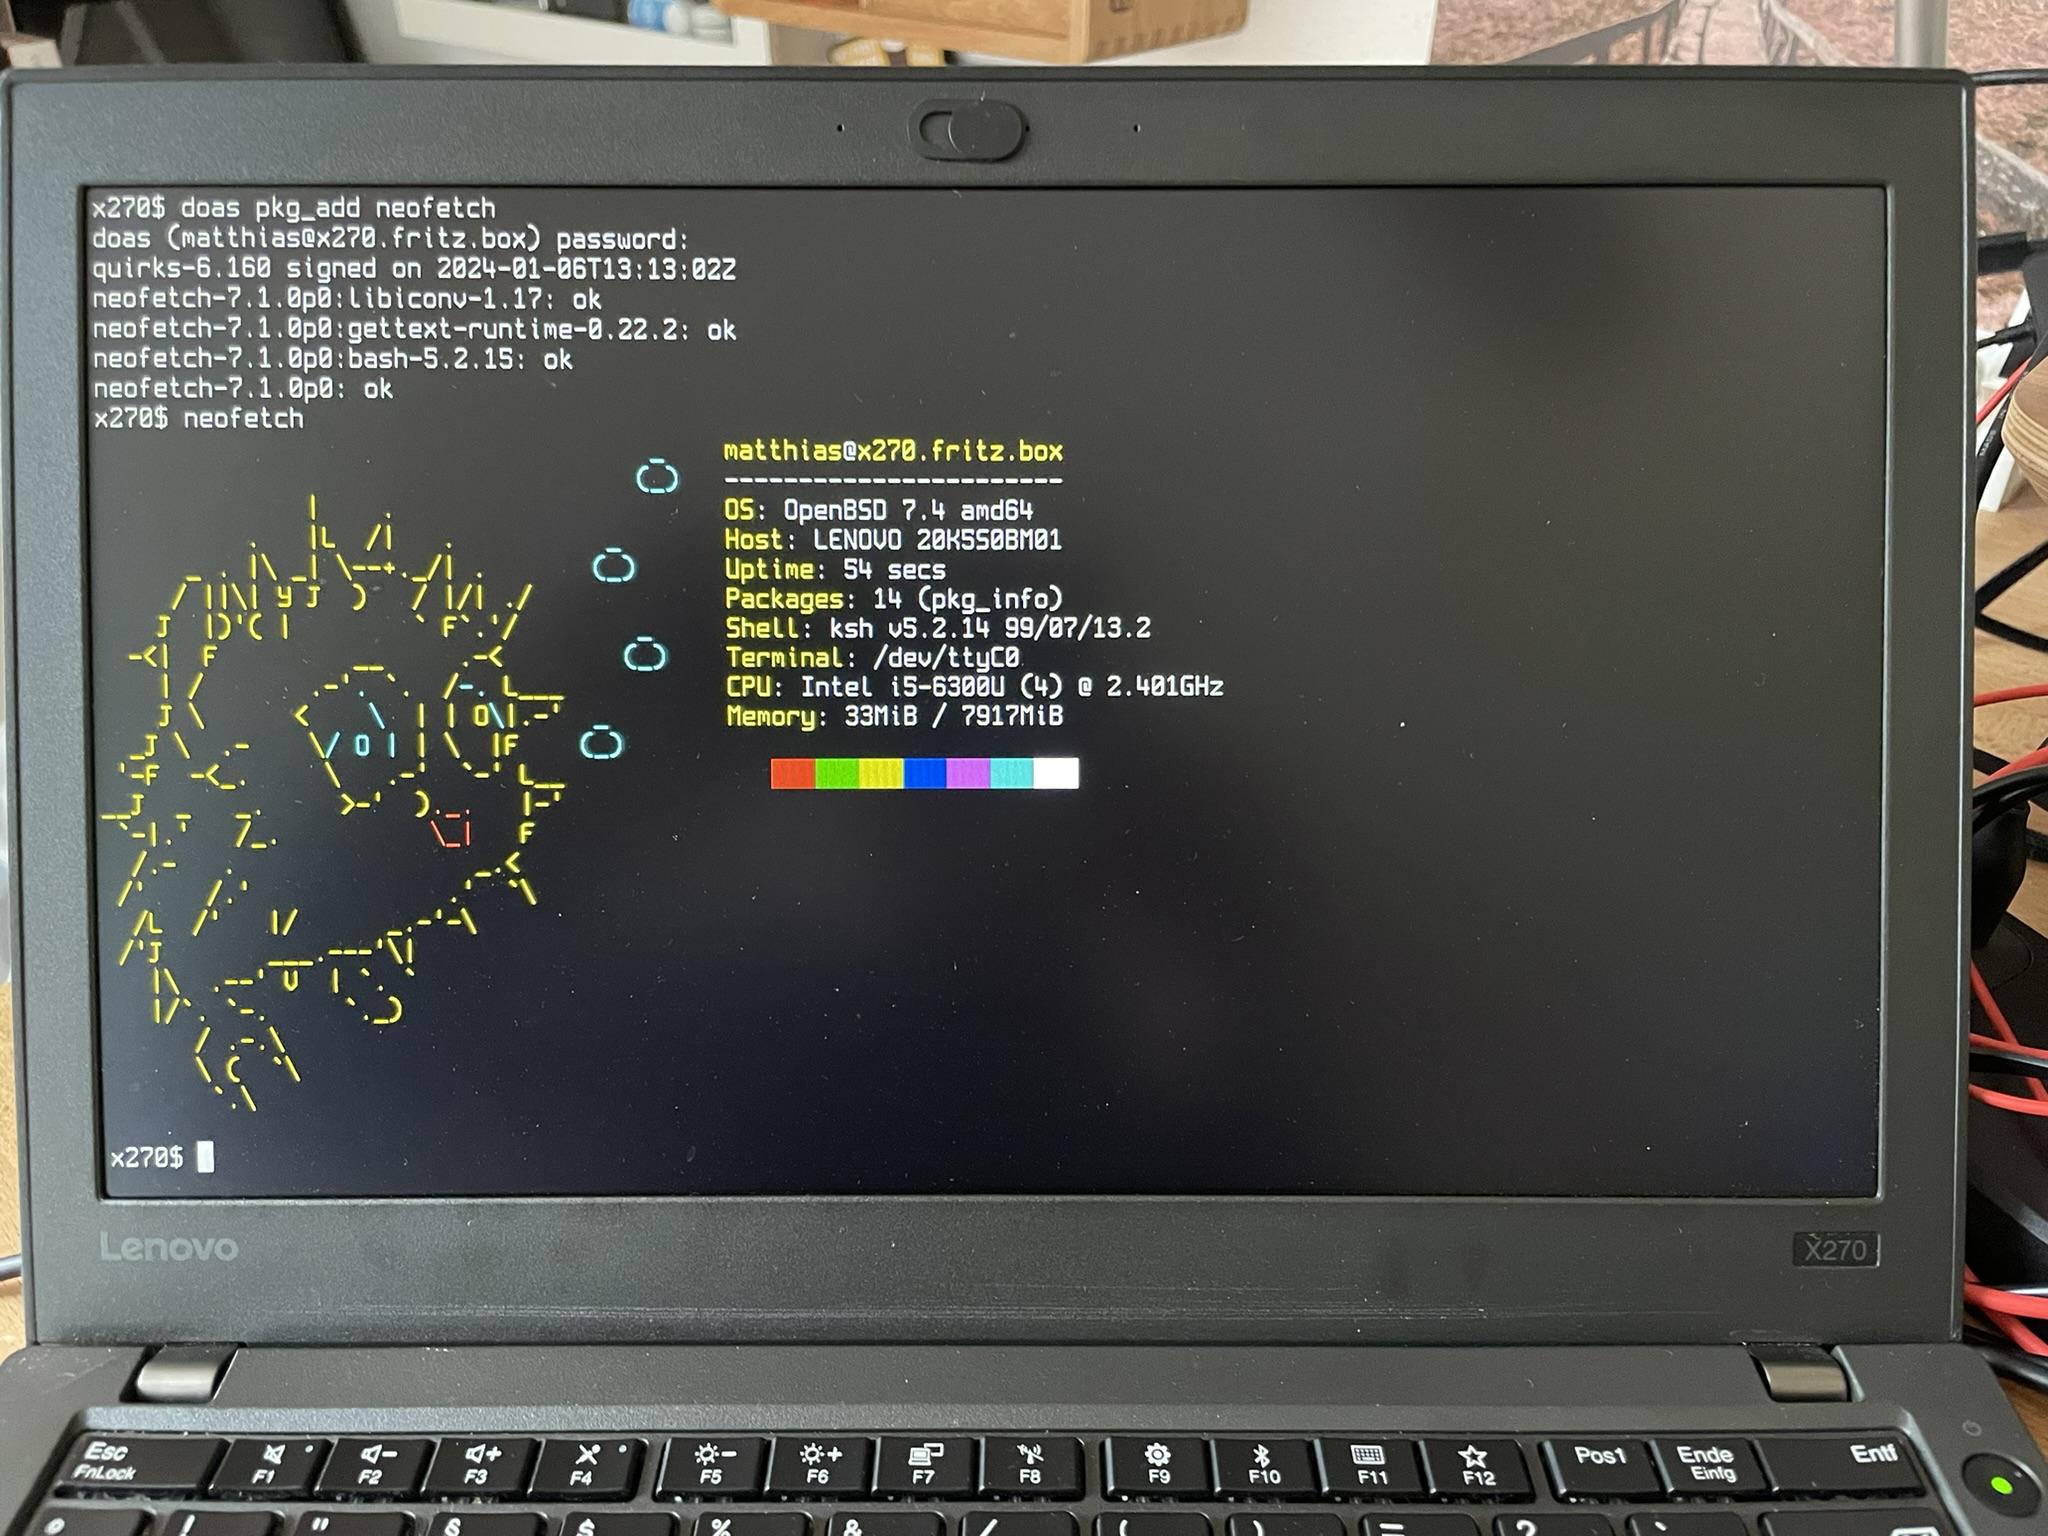 x270$ doas pkg_add neofetch
doas (matthias@x270.fritz.box) password:
quirks-6.160 signed on 2024-01-06T13:13:02Z
neofetch-7.1.0p0:libiconv-1.17: ok
neofetch-7.1.0p0:gettext-runtime-0.22.2: ok
neofetch-7.1.0p0:bash-5.2.15: ok
neofetch-7.1.0p0: ok
x270$ neofetch
matthias@x270.fritz.box
-----------------------
OS: OpenBSD 7.4 amd64
Host: LENOVO 20K5S0BM01
Uptime: 54 secs
Packages: 14 (pkg_info)
Shell: ksh v5.2.14 99/07/13.2
Terminal: /dev/ttyC0
CPU: Intel i5-6300U (4) @ 2.401GHz
Memory: 33MiB / 7917MiB
x270$
Lenovo
X270
Esc
FnLock
F1
F2
F3
F4
F5
F6
F7
F8
F9
F10
F11
F12
Pos1
Ende
Einfg
Entf
° ! " § $ % & / ( ) = ? `